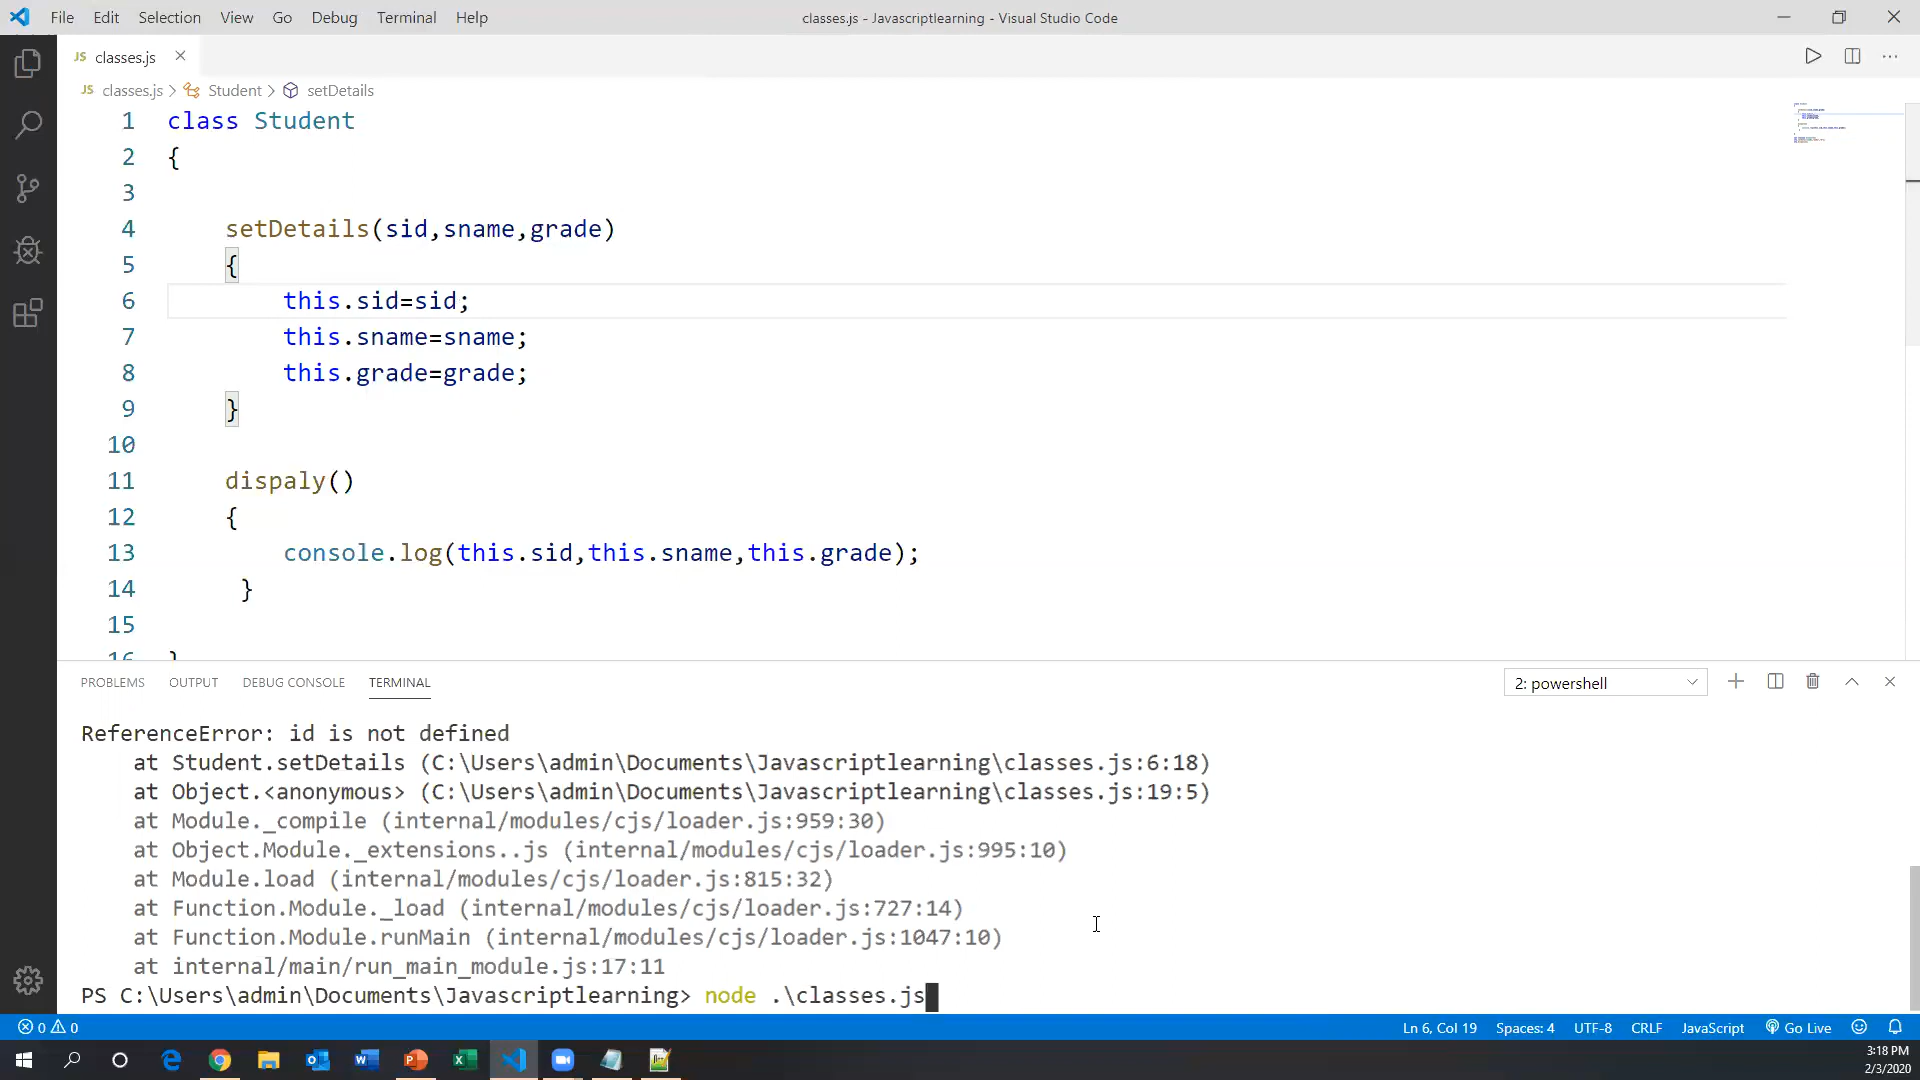 File Edit Selection View Go Debug Terminal Help
classes.js - Javascriptlearning - Visual Studio Code
JS classes.js
JS classes.js > Student > setDetails
1 class Student
2 {
3
4 setDetails(sid,sname,grade)
5 {
6 this.sid=sid;
7 this.sname=sname;
8 this.grade=grade;
9 }
10
11 dispaly()
12 {
13 console.log(this.sid,this.sname,this.grade);
14 }
15
16 }
PROBLEMS OUTPUT DEBUG CONSOLE TERMINAL
2: powershell
ReferenceError: id is not defined
at Student.setDetails (C:\Users\admin\Documents\Javascriptlearning\classes.js:6:18)
at Object.<anonymous> (C:\Users\admin\Documents\Javascriptlearning\classes.js:19:5)
at Module._compile (internal/modules/cjs/loader.js:959:30)
at Object.Module._extensions..js (internal/modules/cjs/loader.js:995:10)
at Module.load (internal/modules/cjs/loader.js:815:32)
at Function.Module._load (internal/modules/cjs/loader.js:727:14)
at Function.Module.runMain (internal/modules/cjs/loader.js:1047:10)
at internal/main/run_main_module.js:17:11
PS C:\Users\admin\Documents\Javascriptlearning> node .\classes.js
0 0
Ln 6, Col 19 Spaces: 4 UTF-8 CRLF JavaScript Go Live
3:18 PM
2/3/2020